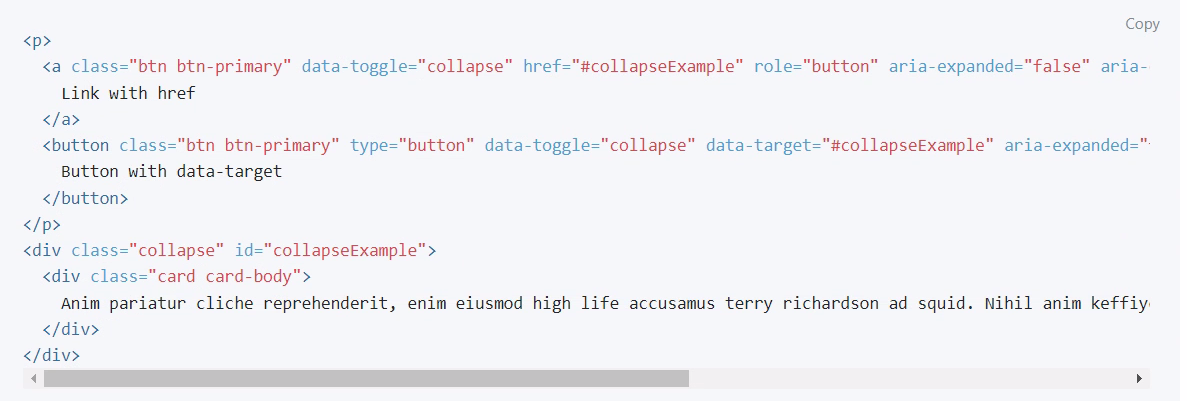 Copy
<p>
<a class="btn btn-primary" data-toggle="collapse" href="#collapseExample" role="button" aria-expanded="false" aria-
Link with href
</a>
<button class="btn btn-primary" type="button" data-toggle="collapse" data-target="#collapseExample" aria-expanded="
Button with data-target
</button>
</p>
<div class="collapse" id="collapseExample">
<div class="card card-body">
Anim pariatur cliche reprehenderit, enim eiusmod high life accusamus terry richardson ad squid. Nihil anim keffiy
</div>
</div>